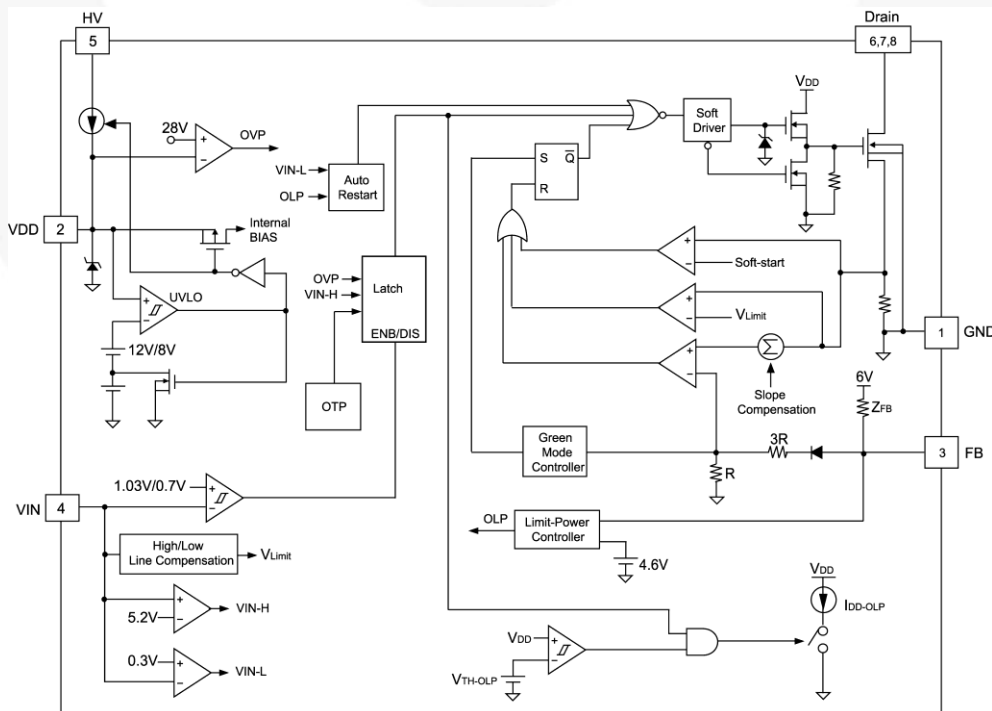 HV
5
Drain
6,7,8
28V
+
−
OVP
VDD
Soft
Driver
VIN-L
OLP
Auto
Restart
S
Q
R
VDD
2
Internal
BIAS
+
−
Soft-start
OVP
VIN-H
Latch
ENB/DIS
+
−
UVLO
+
−
VLimit
1
GND
12V/8V
+
−
Σ
Slope
Compensation
OTP
6V
ZFB
Green
Mode
Controller
3R
R
3
FB
VIN
4
1.03V/0.7V
+
−
OLP
Limit-Power
Controller
4.6V
High/Low
Line Compensation
VLimit
VDD
IDD-OLP
+
5.2V
−
VIN-H
VDD
+
−
VTH-OLP
0.3V
+
−
VIN-L